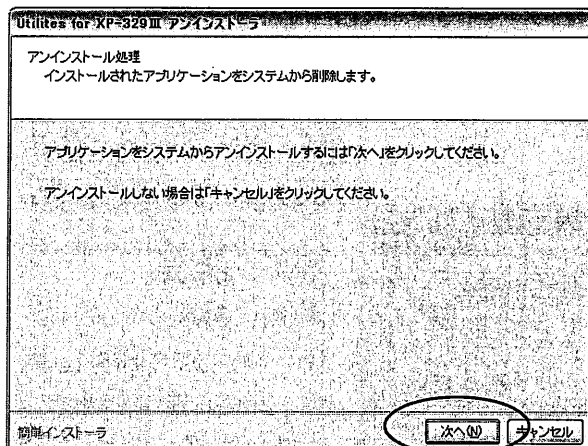 Utilites for XP-329Ⅲ アンインストーラ
アンインストール処理
インストールされたアプリケーションをシステムから削除します。
アプリケーションをシステムからアンインストールするには「次へ」をクリックしてください。
アンインストールしない場合は「キャンセル」をクリックしてください。
簡単インストーラ
次へ(N) キャンセル